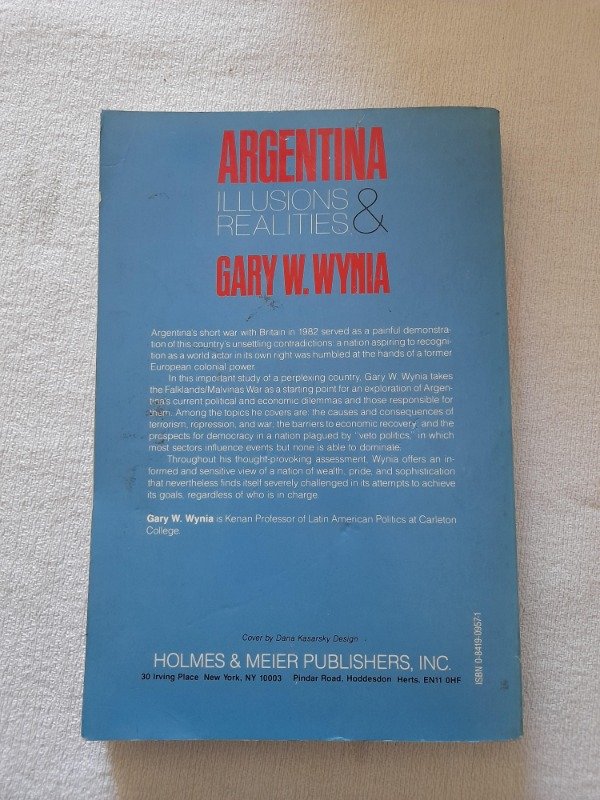 ARGENTINA
ILLUSIONS &
REALITIES
GARY W. WYNIA
Argentina's short war with Britain in 1982 served as a painful demonstra-
tion of this country's unsettling contradictions: a nation aspiring to recogni-
tion as a world actor in its own right was humbled at the hands of a former
European colonial power.
In this important study of a perplexing country, Gary W. Wynia takes
the Falklands/Malvinas War as a starting point for an exploration of Argen-
tina's current political and economic dilemmas and those responsible for
them. Among the topics he covers are: the causes and consequences of
terrorism, repression, and war; the barriers to economic recovery; and the
prospects for democracy in a nation plagued by "veto politics," in which
most sectors influence events but none is able to dominate.
Throughout his thought-provoking assessment, Wynia offers an in-
formed and sensitive view of a nation of wealth, pride, and sophistication
that nevertheless finds itself severely challenged in its attempts to achieve
its goals, regardless of who is in charge.
Gary W. Wynia is Kenan Professor of Latin American Politics at Carleton
College.
Cover by Dana Kasarsky Design
HOLMES & MEIER PUBLISHERS, INC.
30 Irving Place New York, NY 10003 Pindar Road, Hoddesdon Herts. EN11 0HF
ISBN 0-8419-0957-1